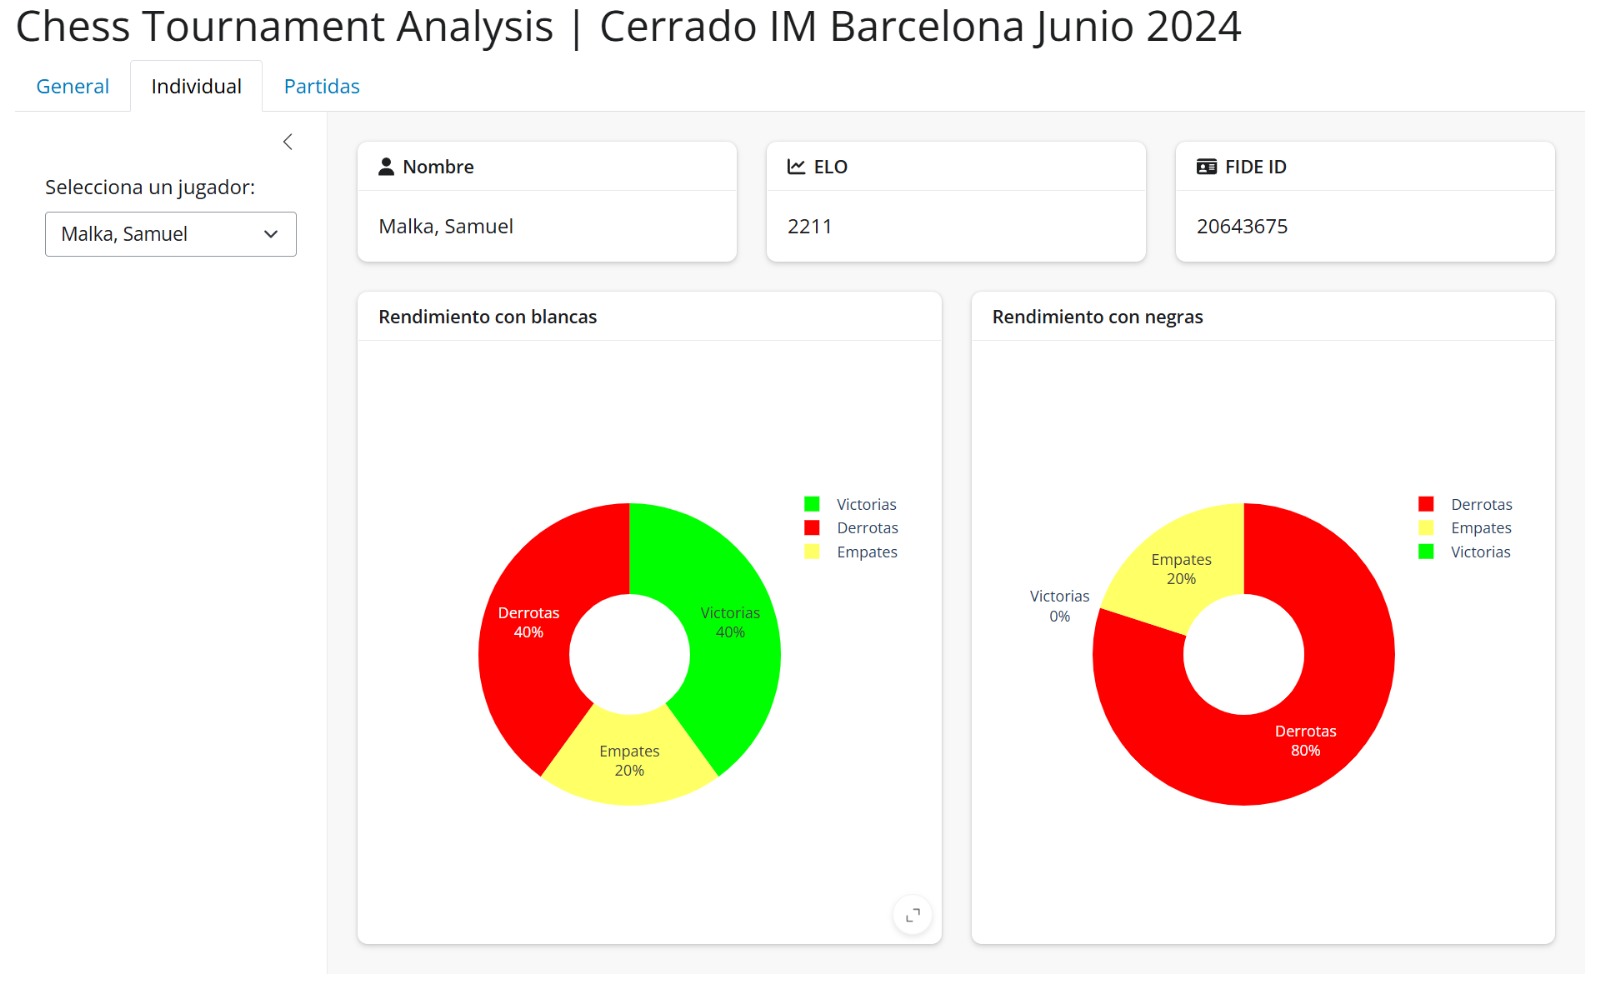 Chess Tournament Analysis | Cerrado IM Barcelona Junio 2024
General Individual Partidas
Selecciona un jugador:
Malka, Samuel
Nombre
Malka, Samuel
ELO
2211
FIDE ID
20643675
Rendimiento con blancas
Victorias
Derrotas
Empates
Derrotas
40%
Victorias
40%
Empates
20%
Rendimiento con negras
Derrotas
Empates
Victorias
Empates
20%
Victorias
0%
Derrotas
80%